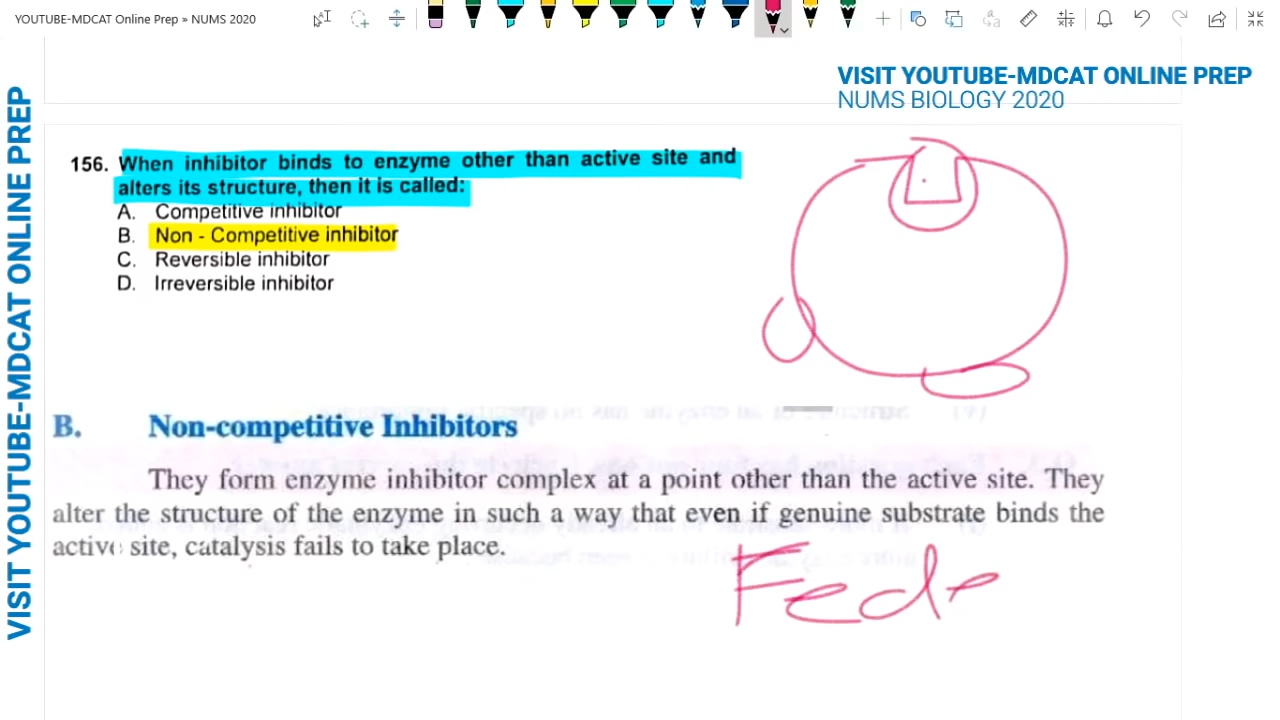 YOUTUBE-MDCAT Online Prep » NUMS 2020
VISIT YOUTUBE-MDCAT ONLINE PREP
NUMS BIOLOGY 2020
VISIT YOUTUBE-MDCAT ONLINE PREP
156. When inhibitor binds to enzyme other than active site and
alters its structure, then it is called:
A. Competitive inhibitor
B. Non - Competitive inhibitor
C. Reversible inhibitor
D. Irreversible inhibitor
B. Non-competitive Inhibitors
They form enzyme inhibitor complex at a point other than the active site. They
alter the structure of the enzyme in such a way that even if genuine substrate binds the
active site, catalysis fails to take place.
Fede